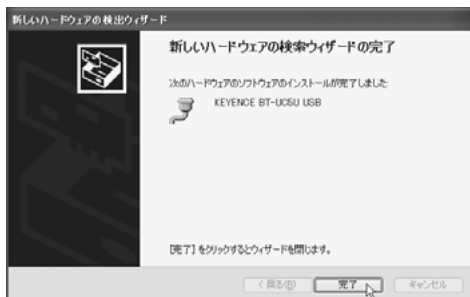 新しいハードウェアの検出ウィザード
新しいハードウェアの検索ウィザードの完了
次のハードウェアのソフトウェアのインストールが完了しました
KEYENCE BT-UC5U USB
[完了] をクリックするとウィザードを閉じます。
< 戻る(B)
完了
キャンセル